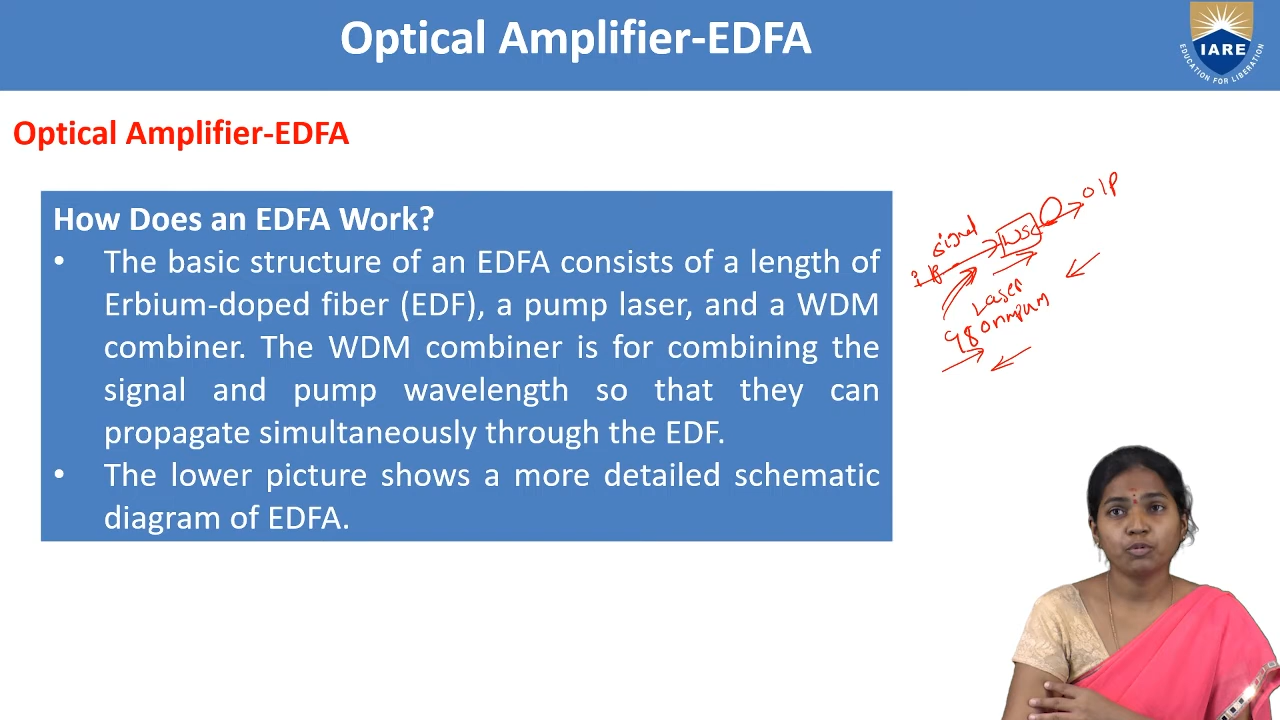 Optical Amplifier-EDFA
IARE
EDUCATION FOR LIBERATION
Optical Amplifier-EDFA
How Does an EDFA Work?
• The basic structure of an EDFA consists of a length of
Erbium-doped fiber (EDF), a pump laser, and a WDM
combiner. The WDM combiner is for combining the
signal and pump wavelength so that they can
propagate simultaneously through the EDF.
• The lower picture shows a more detailed schematic
diagram of EDFA.
O/P
signal
WSC
i/p
Laser
980nm